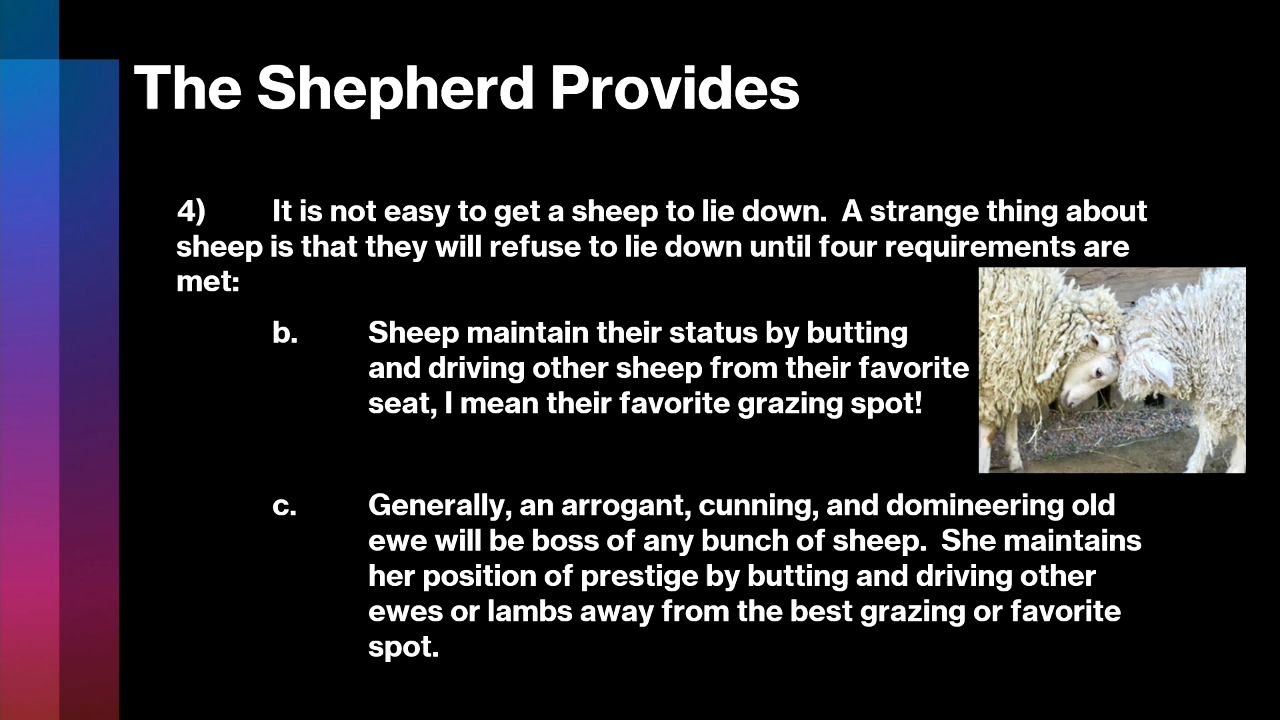 The Shepherd Provides
4) It is not easy to get a sheep to lie down.  A strange thing about
sheep is that they will refuse to lie down until four requirements are
met:
b. Sheep maintain their status by butting
and driving other sheep from their favorite
seat, I mean their favorite grazing spot!
c. Generally, an arrogant, cunning, and domineering old
ewe will be boss of any bunch of sheep.  She maintains
her position of prestige by butting and driving other
ewes or lambs away from the best grazing or favorite
spot.